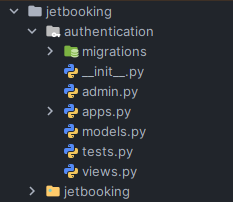 jetbooking
authentication
migrations
__init__.py
admin.py
apps.py
models.py
tests.py
views.py
jetbooking